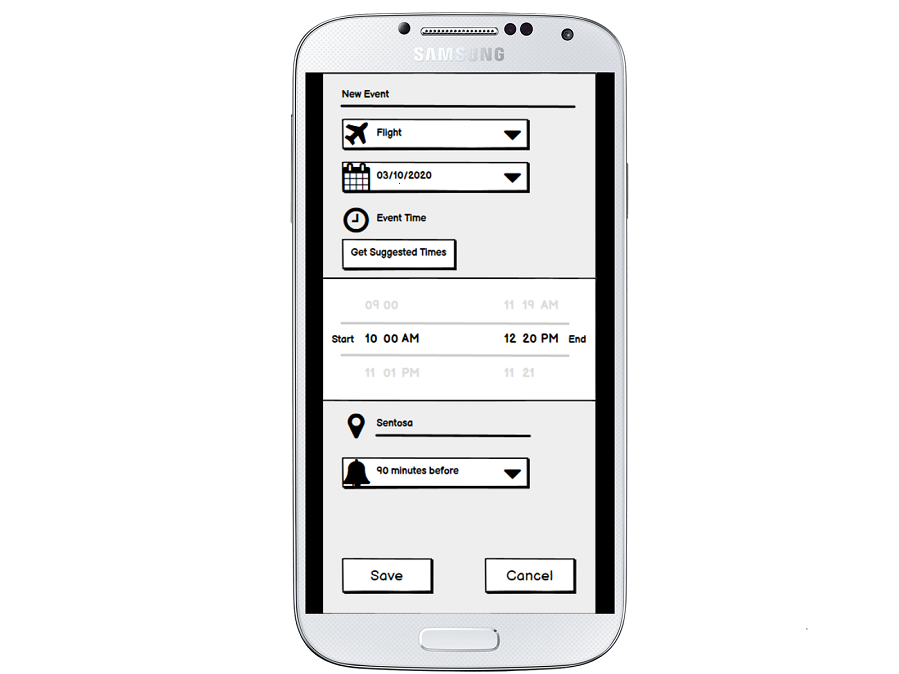 SAMSUNG
New Event
Flight
03/10/2020
Event Time
Get Suggested Times
09 00 11 19 AM
Start 10 00 AM 12 20 PM End
11 01 PM 11 21
Sentosa
90 minutes before
Save Cancel